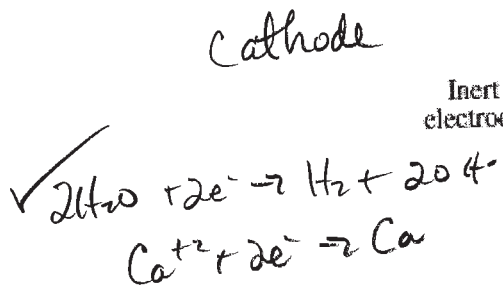 Cathode
Inert
electrod
✓ 2H₂O + 2e⁻ → H₂ + 2OH⁻
Ca⁺² + 2e⁻ → Ca